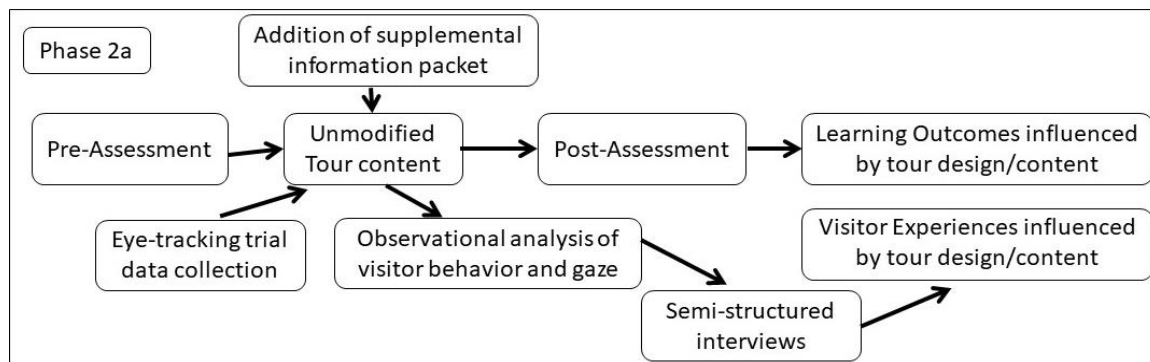 Phase 2a
Addition of supplemental
information packet
Pre-Assessment
Unmodified
Tour content
Post-Assessment
Learning Outcomes influenced
by tour design/content
Eye-tracking trial
data collection
Observational analysis of
visitor behavior and gaze
Visitor Experiences influenced
by tour design/content
Semi-structured
interviews